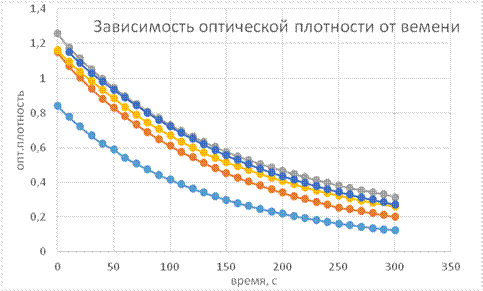 Зависимость оптической плотности от вемени
1,4
1,2
1
0,8
0,6
0,4
0,2
0
опт.плотность
0 50 100 150 200 250 300 350
время, с